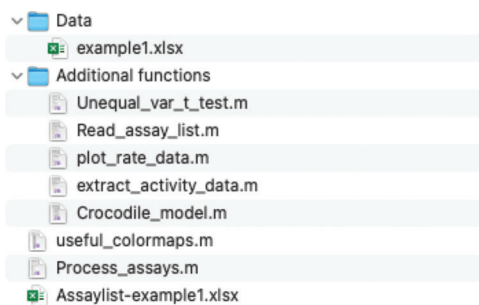 Data
example1.xlsx
Additional functions
Unequal_var_t_test.m
Read_assay_list.m
plot_rate_data.m
extract_activity_data.m
Crocodile_model.m
useful_colormaps.m
Process_assays.m
Assaylist-example1.xlsx